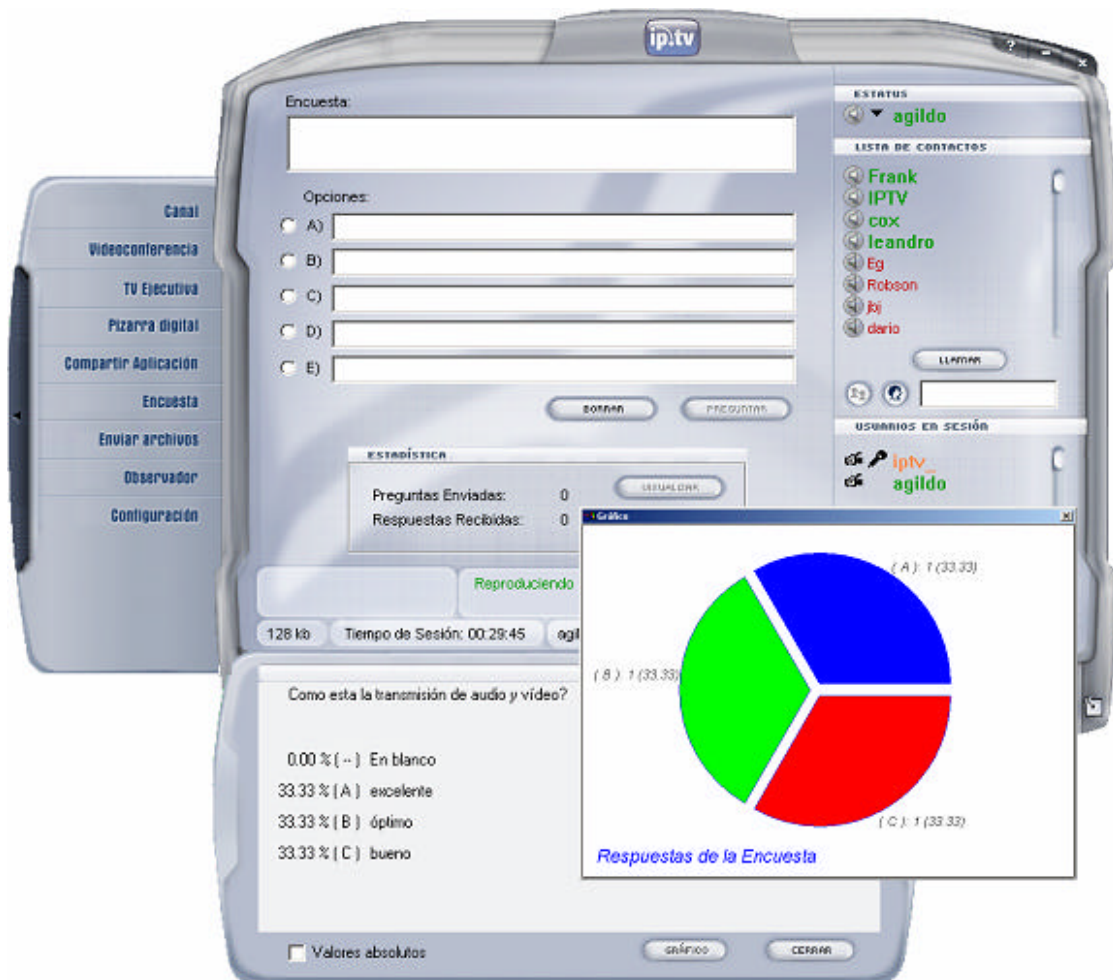 ip.tv
? - x
Encuesta:
Opciones:
A)
B)
C)
D)
E)
BORRAR
PREGUNTAR
ESTADÍSTICA
Preguntas Enviadas: 0
VISUALIZAR
Respuestas Recibidas: 0
Reproduciendo
128 kb
Tiempo de Sesión: 00:29:45
agil
Canal
Videoconferencia
TV Ejecutiva
Pizarra digital
Compartir Aplicación
Encuesta
Enviar archivos
Observador
Configuración
ESTATUS
agildo
LISTA DE CONTACTOS
Frank
IPTV
cox
leandro
Eg
Robson
jbj
dario
LLAMAR
USUARIOS EN SESIÓN
iptv_
agildo
Como esta la transmisión de audio y vídeo?
0.00 % ( -- ) En blanco
33.33 % ( A ) excelente
33.33 % ( B ) óptimo
33.33 % ( C ) bueno
Valores absolutos
GRÁFICO
CERRAR
Gráfico
( A ): 1 (33.33)
( B ): 1 (33.33)
( C ): 1 (33.33)
Respuestas de la Encuesta